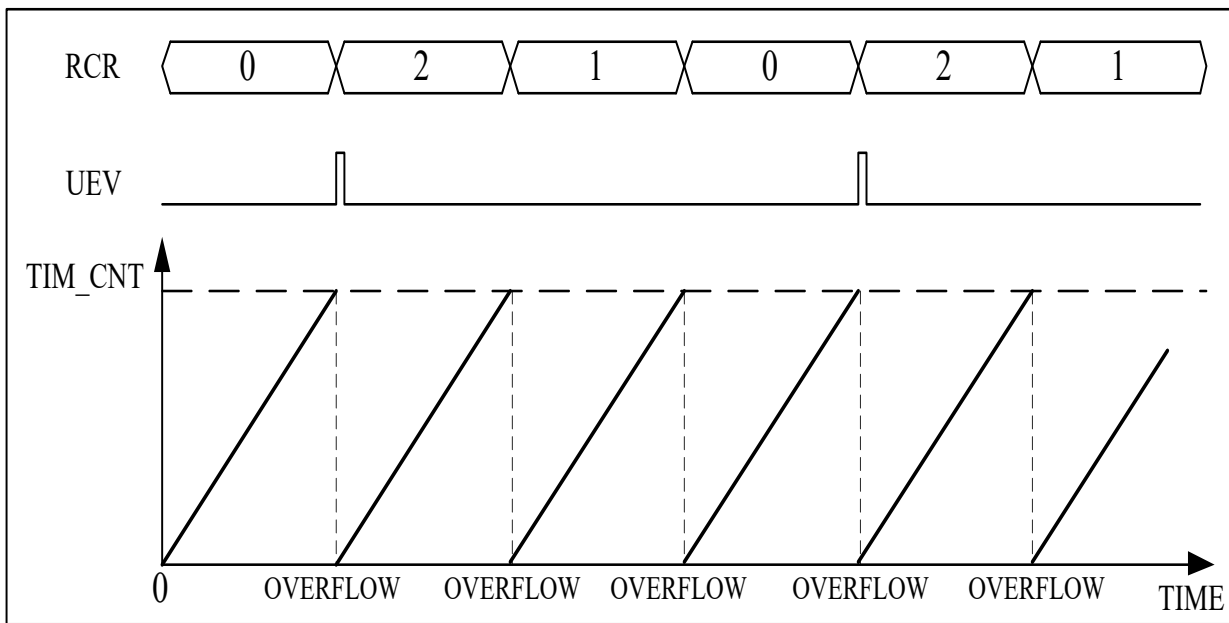 RCR 0 2 1 0 2 1
UEV
TIM_CNT
0 OVERFLOW OVERFLOW OVERFLOW OVERFLOW OVERFLOW TIME